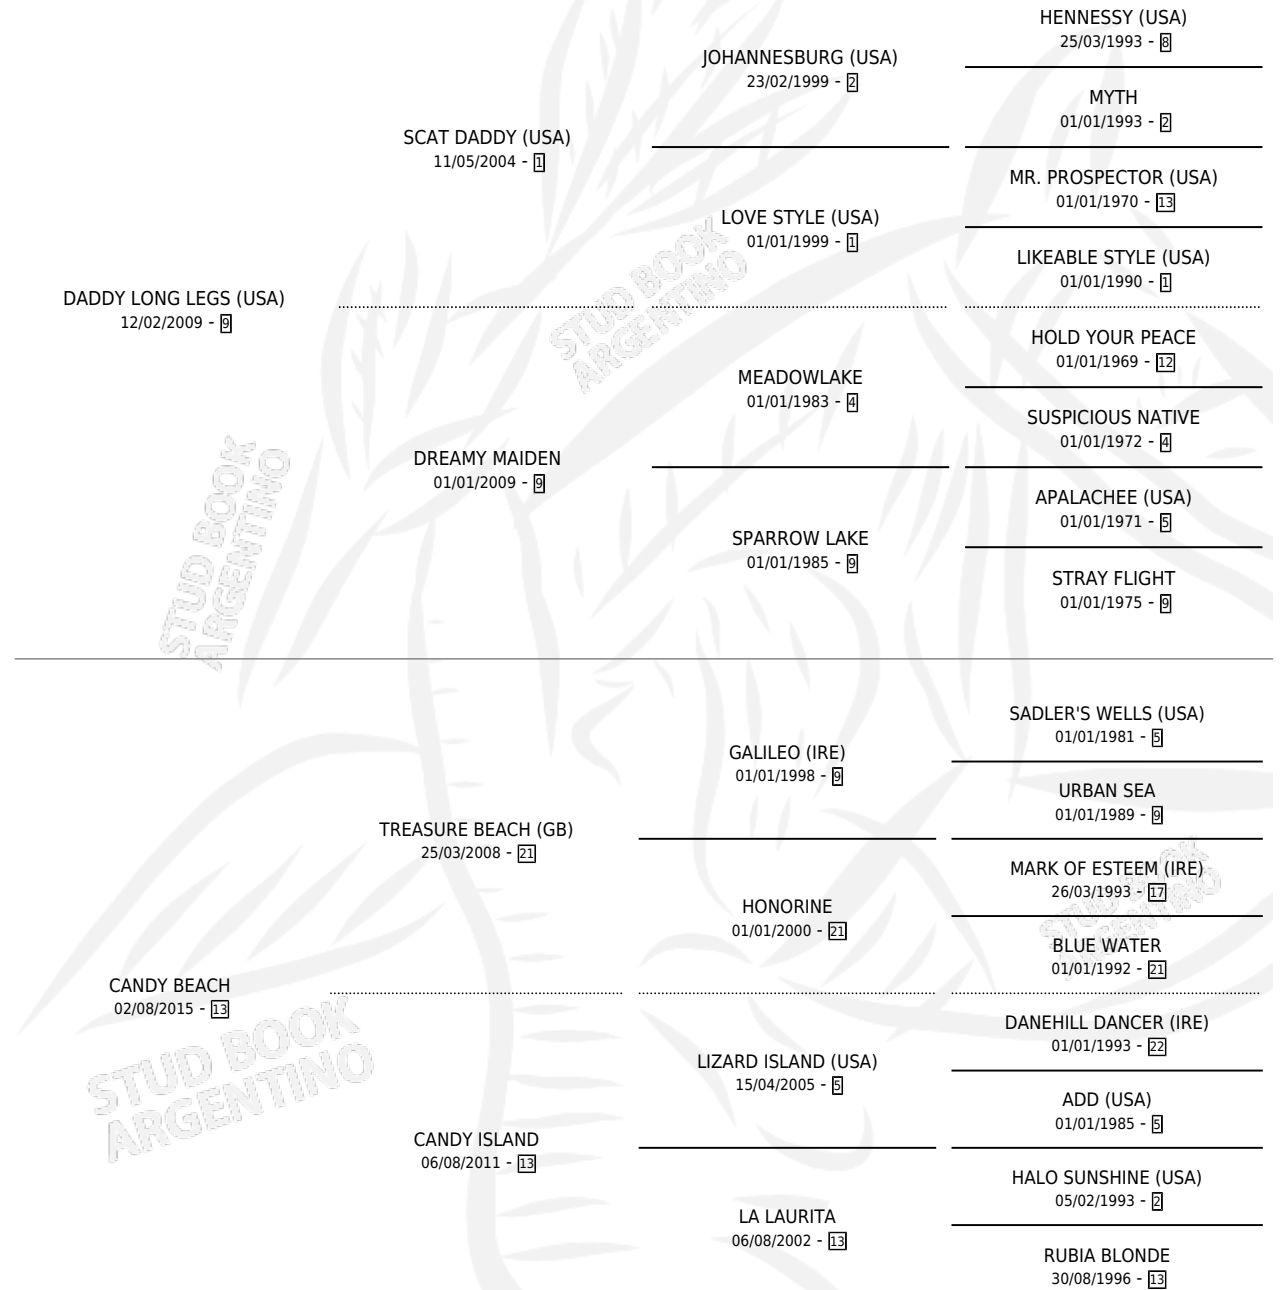 HENNESSY (USA)
25/03/1993 - 8
JOHANNESBURG (USA)
23/02/1999 - 2
MYTH
01/01/1993 - 2
SCAT DADDY (USA)
11/05/2004 - 1
MR. PROSPECTOR (USA)
01/01/1970 - 13
LOVE STYLE (USA)
01/01/1999 - 1
LIKEABLE STYLE (USA)
01/01/1990 - 1
DADDY LONG LEGS (USA)
12/02/2009 - 9
HOLD YOUR PEACE
01/01/1969 - 12
MEADOWLAKE
01/01/1983 - 4
SUSPICIOUS NATIVE
01/01/1972 - 4
DREAMY MAIDEN
01/01/2009 - 9
APALACHEE (USA)
01/01/1971 - 5
SPARROW LAKE
01/01/1985 - 9
STRAY FLIGHT
01/01/1975 - 9
STUD BOOK
ARGENTINO
STUD BOOK
ARGENTINO
SADLER'S WELLS (USA)
01/01/1981 - 5
GALILEO (IRE)
01/01/1998 - 9
URBAN SEA
01/01/1989 - 9
TREASURE BEACH (GB)
25/03/2008 - 21
MARK OF ESTEEM (IRE)
26/03/1993 - 17
HONORINE
01/01/2000 - 21
BLUE WATER
01/01/1992 - 21
STUD BOOK
ARGENTINO
CANDY BEACH
02/08/2015 - 13
DANEHILL DANCER (IRE)
01/01/1993 - 22
LIZARD ISLAND (USA)
15/04/2005 - 5
ADD (USA)
01/01/1985 - 5
CANDY ISLAND
06/08/2011 - 13
HALO SUNSHINE (USA)
05/02/1993 - 2
LA LAURITA
06/08/2002 - 13
RUBIA BLONDE
30/08/1996 - 13
STUD BOOK
ARGENTINO